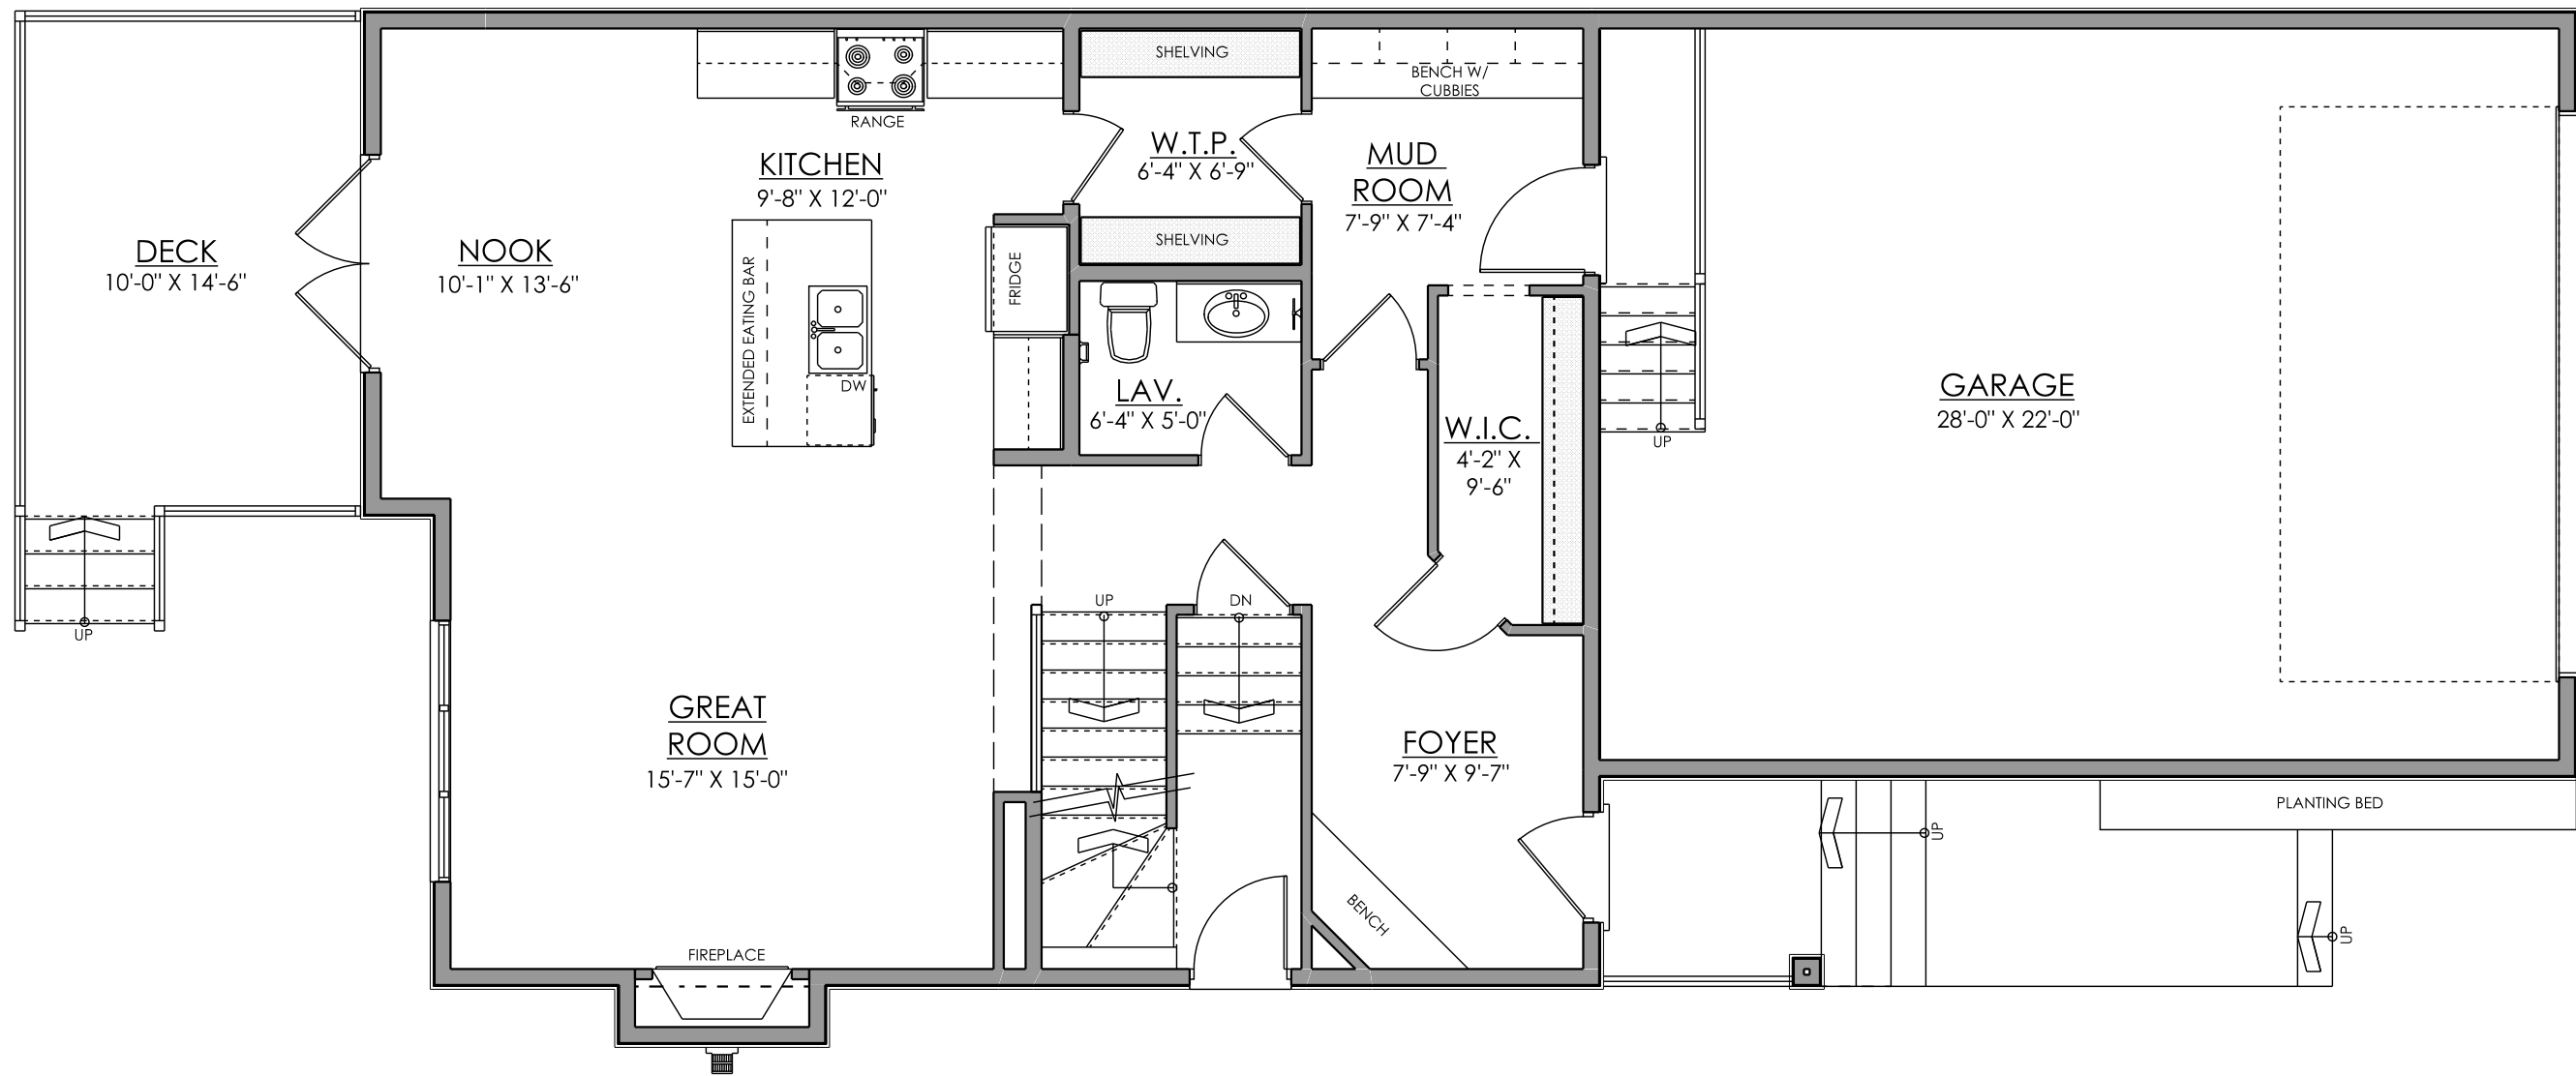 SHELVING
BENCH W/
CUBBIES
RANGE
KITCHEN
9'-8" X 12'-0"
W.T.P.
6'-4" X 6'-9"
MUD
ROOM
7'-9" X 7'-4"
DECK
10'-0" X 14'-6"
NOOK
10'-1" X 13'-6"
EXTENDED EATING BAR
DW
FRIDGE
SHELVING
LAV.
6'-4" X 5'-0"
W.I.C.
4'-2" X
9'-6"
UP
GARAGE
28'-0" X 22'-0"
UP
UP
DN
GREAT
ROOM
15'-7" X 15'-0"
FOYER
7'-9" X 9'-7"
BENCH
FIREPLACE
PLANTING BED
UP
UP